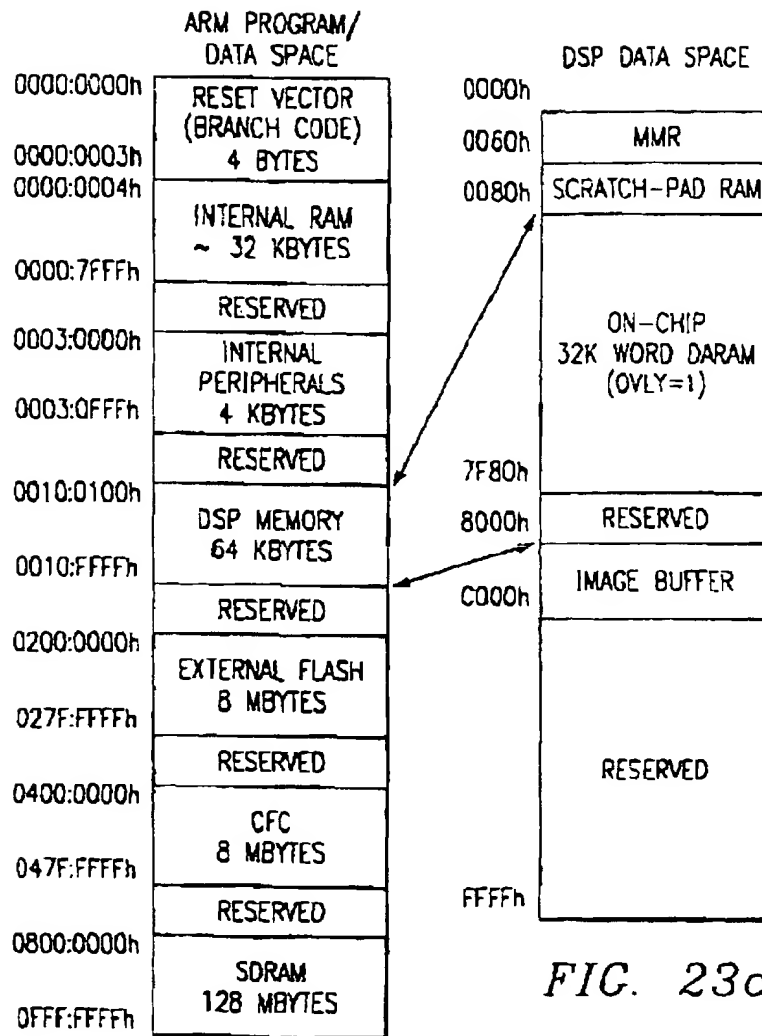 ARM PROGRAM/
DATA SPACE
0000:0000h
RESET VECTOR
(BRANCH CODE)
4 BYTES
0000:0003h
0000:0004h
INTERNAL RAM
~ 32 KBYTES
0000:7FFFh
RESERVED
0003:0000h
INTERNAL
PERIPHERALS
4 KBYTES
0003:0FFFh
RESERVED
0010:0100h
DSP MEMORY
64 KBYTES
0010:FFFFh
RESERVED
0200:0000h
EXTERNAL FLASH
8 MBYTES
027F:FFFFh
RESERVED
0400:0000h
CFC
8 MBYTES
047F:FFFFh
RESERVED
0800:0000h
SDRAM
128 MBYTES
0FFF:FFFFh
DSP DATA SPACE
0000h
MMR
0060h
SCRATCH-PAD RAM
0080h
ON-CHIP
32K WORD DARAM
(OVLY=1)
7F80h
RESERVED
8000h
IMAGE BUFFER
C000h
RESERVED
FFFFh
FIG. 23c